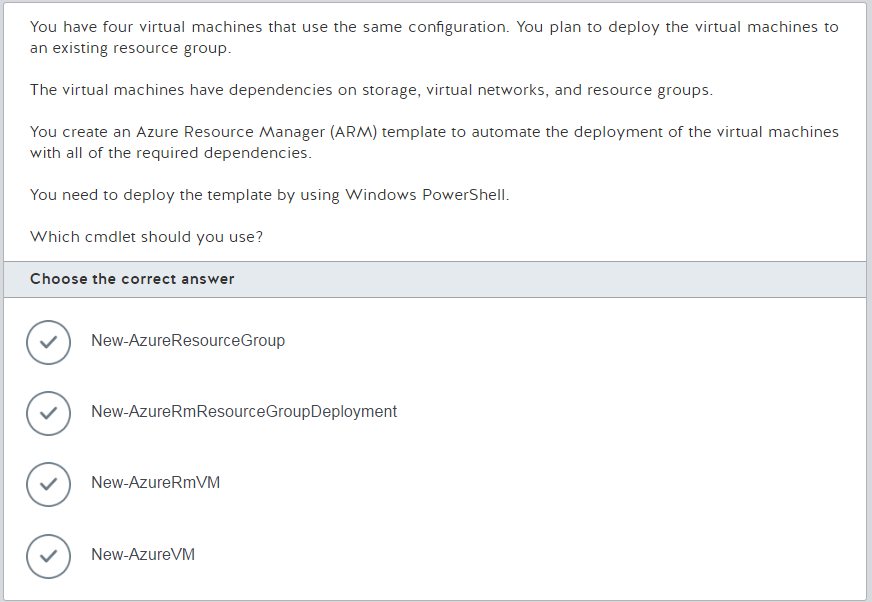 You have four virtual machines that use the same configuration. You plan to deploy the virtual machines to
an existing resource group.
The virtual machines have dependencies on storage, virtual networks, and resource groups.
You create an Azure Resource Manager (ARM) template to automate the deployment of the virtual machines
with all of the required dependencies.
You need to deploy the template by using Windows PowerShell.
Which cmdlet should you use?
Choose the correct answer
New-AzureResourceGroup
New-AzureRmResourceGroupDeployment
New-AzureRmVM
New-AzureVM